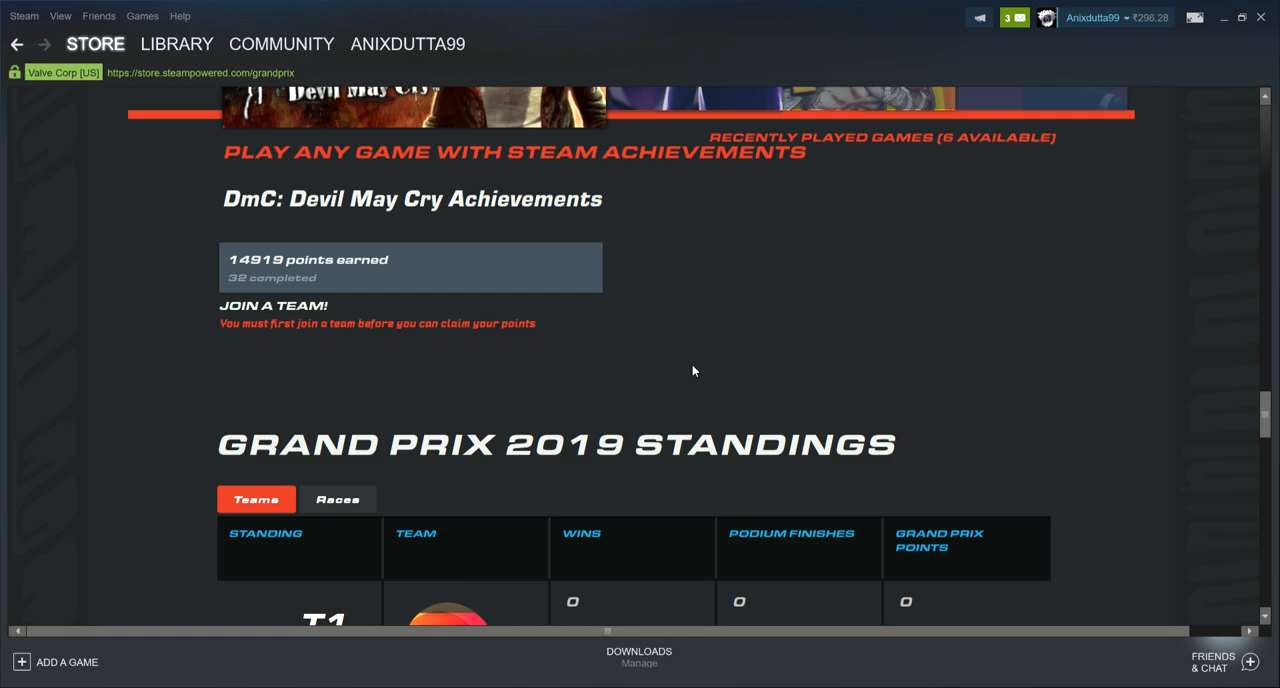 Steam View Friends Games Help
3 Anixdutta99 ₹296.28
STORE LIBRARY COMMUNITY ANIXDUTTA99
Valve Corp [US] https://store.steampowered.com/grandprix
Devil May Cry
RECENTLY PLAYED GAMES (6 AVAILABLE)
PLAY ANY GAME WITH STEAM ACHIEVEMENTS
DmC: Devil May Cry Achievements
14919 points earned
32 completed
JOIN A TEAM!
You must first join a team before you can claim your points
GRAND PRIX 2019 STANDINGS
Teams Races
STANDING TEAM WINS PODIUM FINISHES GRAND PRIX
POINTS
T1 0 0 0
ADD A GAME
DOWNLOADS
Manage
FRIENDS
& CHAT